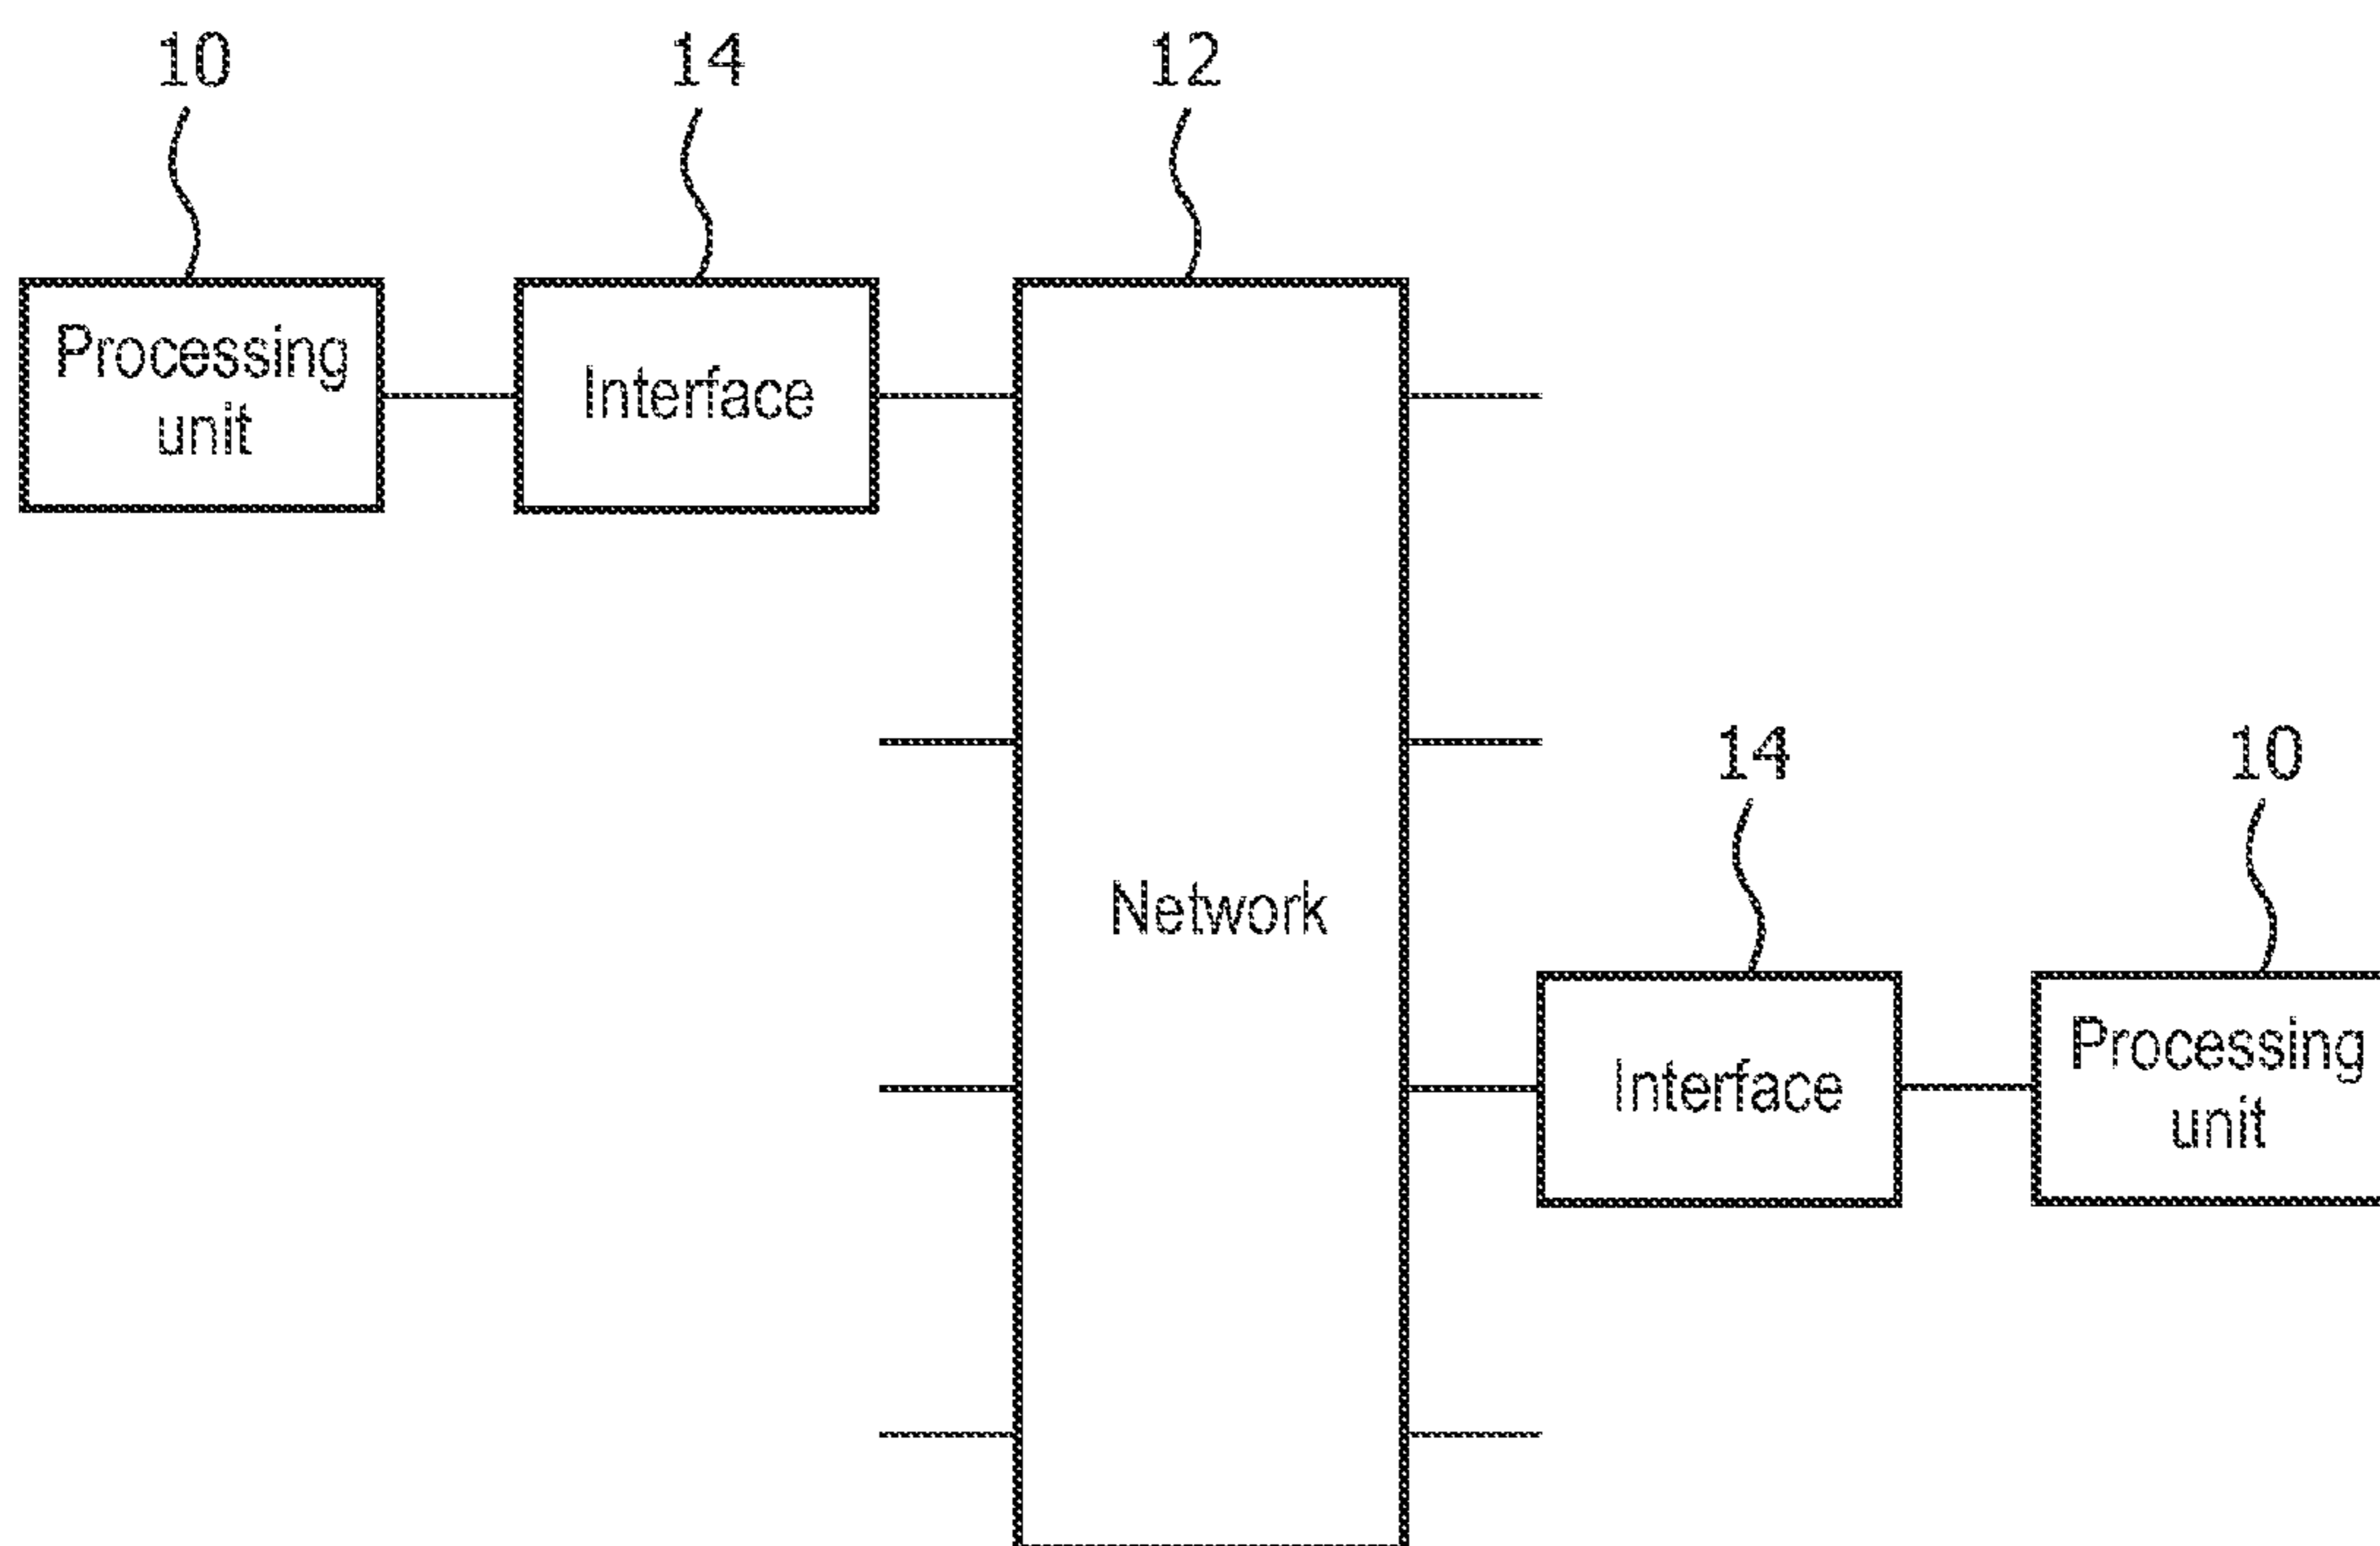 10
14
12
Processing
unit
Interface
Network
14
10
Interface
Processing
unit